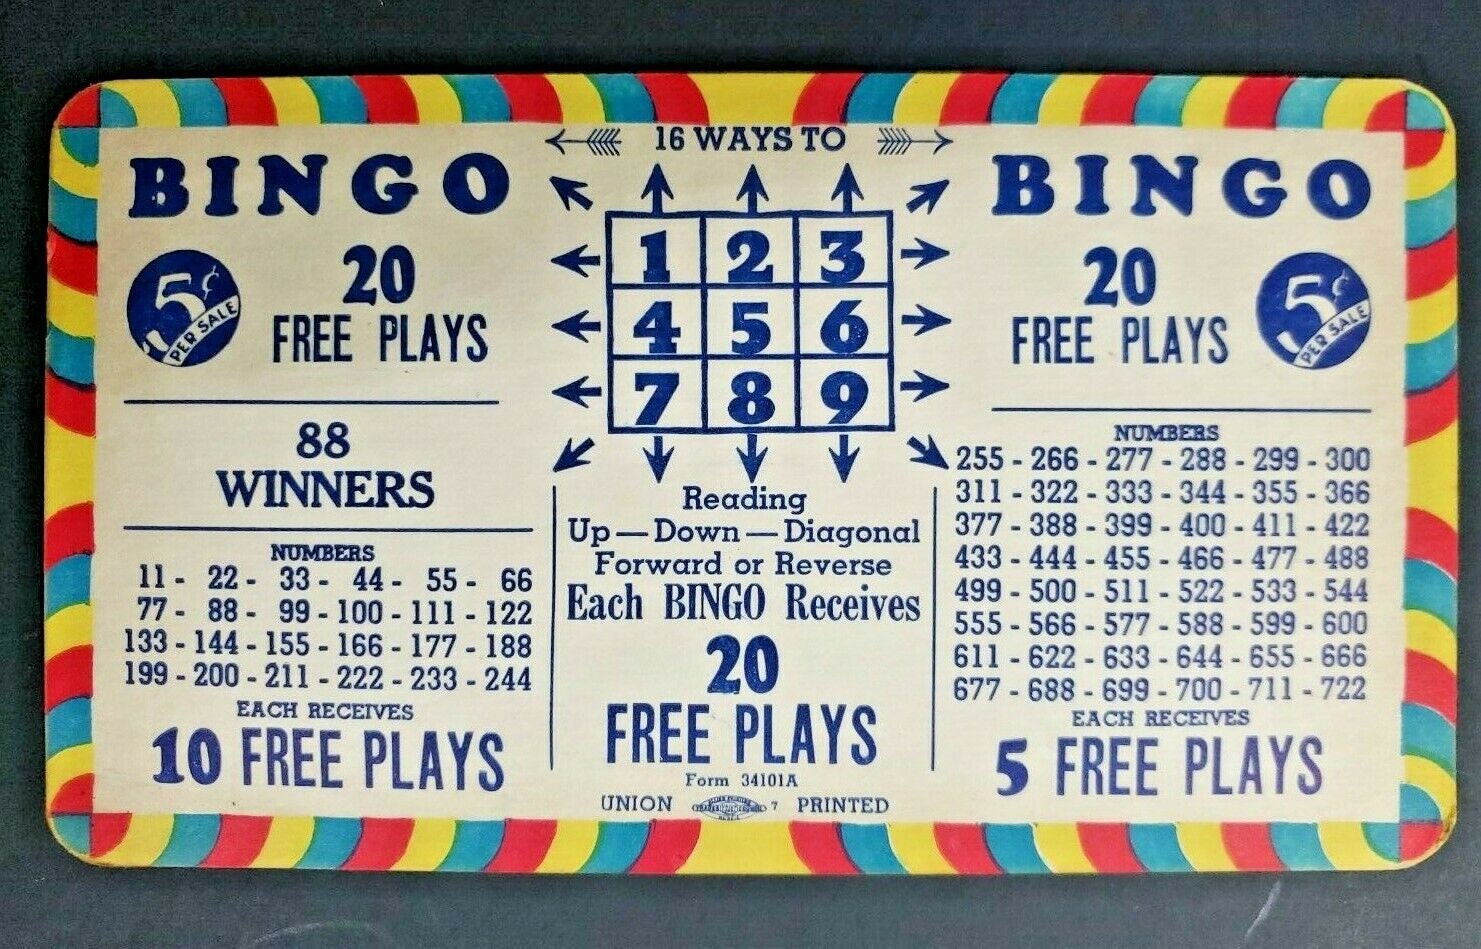 BINGO
5¢
PER SALE
20
FREE PLAYS
88
WINNERS
NUMBERS
11 - 22 - 33 - 44 - 55 - 66
77 - 88 - 99 - 100 - 111 - 122
133 - 144 - 155 - 166 - 177 - 188
199 - 200 - 211 - 222 - 233 - 244
EACH RECEIVES
10 FREE PLAYS
16 WAYS TO
1 2 3
4 5 6
7 8 9
Reading
Up — Down — Diagonal
Forward or Reverse
Each BINGO Receives
20
FREE PLAYS
Form 34101A
UNION 7 PRINTED
BINGO
20
FREE PLAYS
5¢
PER SALE
NUMBERS
255 - 266 - 277 - 288 - 299 - 300
311 - 322 - 333 - 344 - 355 - 366
377 - 388 - 399 - 400 - 411 - 422
433 - 444 - 455 - 466 - 477 - 488
499 - 500 - 511 - 522 - 533 - 544
555 - 566 - 577 - 588 - 599 - 600
611 - 622 - 633 - 644 - 655 - 666
677 - 688 - 699 - 700 - 711 - 722
EACH RECEIVES
5 FREE PLAYS